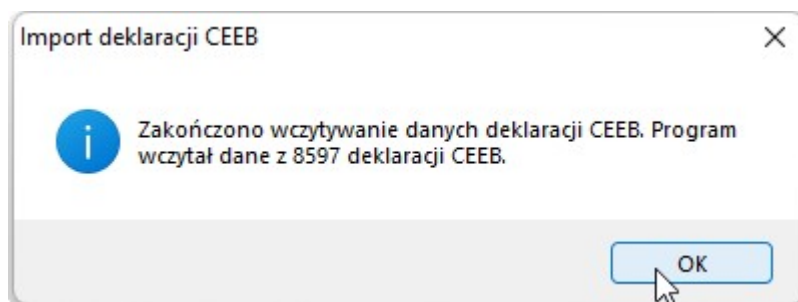 Import deklaracji CEEB
Zakończono wczytywanie danych deklaracji CEEB. Program
wczytał dane z 8597 deklaracji CEEB.
OK